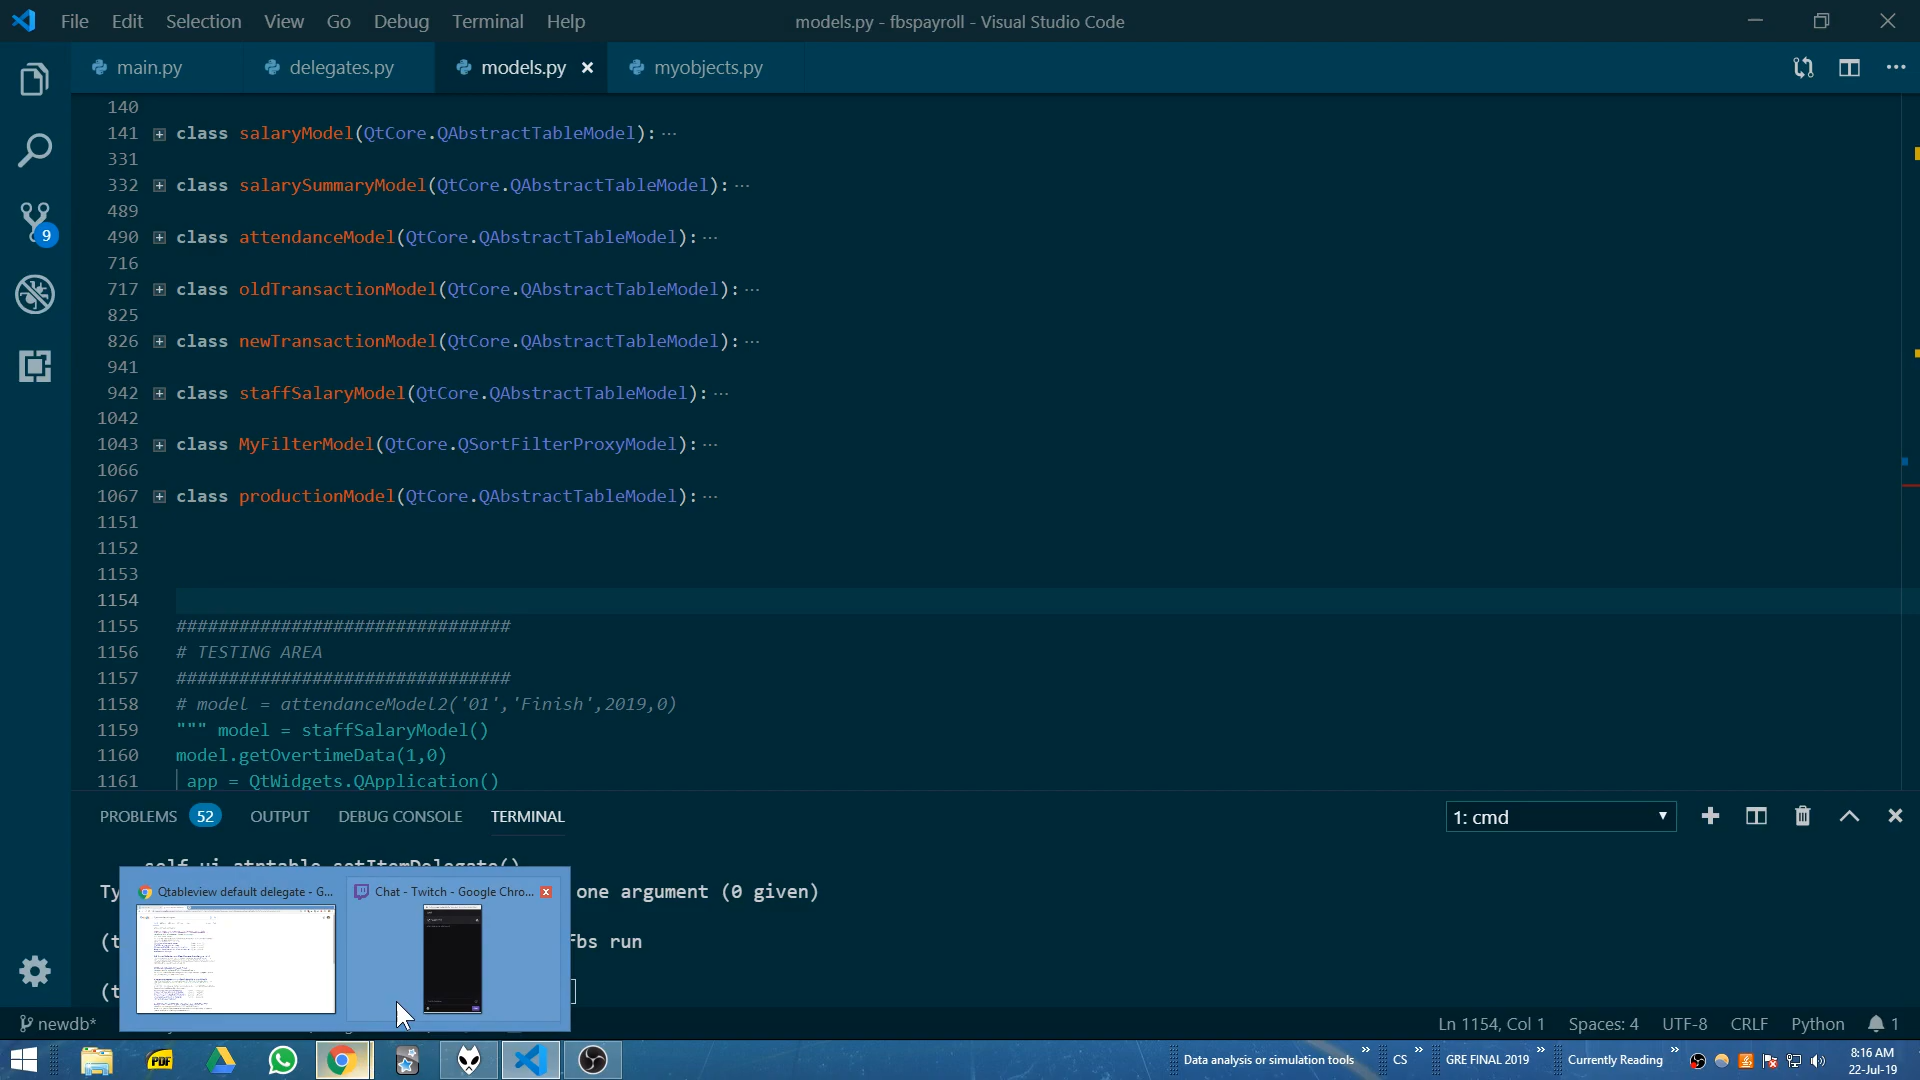 File Edit Selection View Go Debug Terminal Help models.py - fbspayroll - Visual Studio Code
main.py delegates.py models.py myobjects.py
140
141 class salaryModel(QtCore.QAbstractTableModel):···
331
332 class salarySummaryModel(QtCore.QAbstractTableModel):···
489
490 class attendanceModel(QtCore.QAbstractTableModel):···
716
717 class oldTransactionModel(QtCore.QAbstractTableModel):···
825
826 class newTransactionModel(QtCore.QAbstractTableModel):···
941
942 class staffSalaryModel(QtCore.QAbstractTableModel):···
1042
1043 class MyFilterModel(QtCore.QSortFilterProxyModel):···
1066
1067 class productionModel(QtCore.QAbstractTableModel):···
1151
1152
1153
1154
1155 ################################
1156 # TESTING AREA
1157 ################################
1158 # model = attendanceModel2('01','Finish',2019,0)
1159 """ model = staffSalaryModel()
1160 model.getOvertimeData(1,0)
1161 app = QtWidgets.QApplication()
9
PROBLEMS 52 OUTPUT DEBUG CONSOLE TERMINAL 1: cmd
self.ui.atntable.setItemDelegate()
Ty one argument (0 given)
(t fbs run
(t
Qtableview default delegate - G... Chat - Twitch - Google Chro...
newdb* Ln 1154, Col 1 Spaces: 4 UTF-8 CRLF Python 1
PDF Data analysis or simulation tools » CS » GRE FINAL 2019 » Currently Reading » 8:16 AM
22-Jul-19